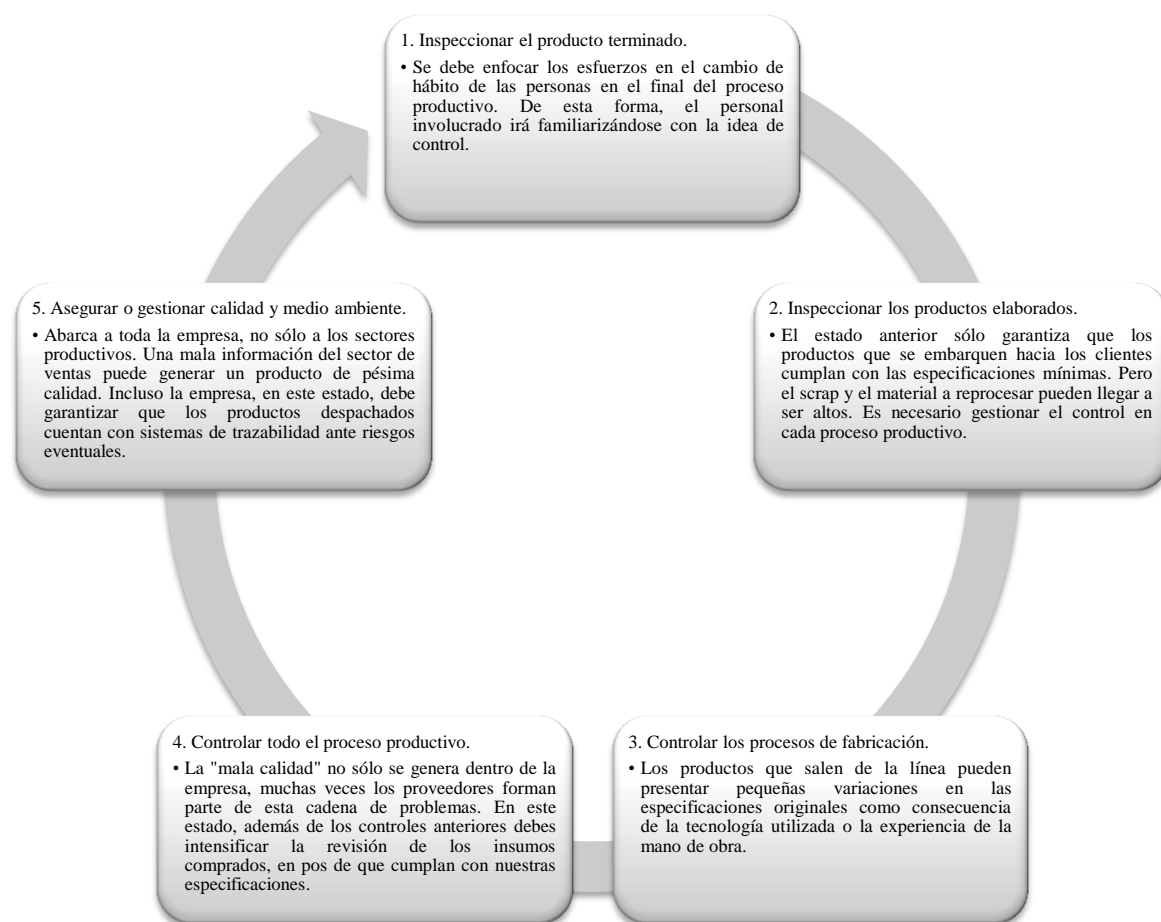 1. Inspeccionar el producto terminado.
• Se debe enfocar los esfuerzos en el cambio de
hábito de las personas en el final del proceso
productivo. De esta forma, el personal
involucrado irá familiarizándose con la idea de
control.
2. Inspeccionar los productos elaborados.
• El estado anterior sólo garantiza que los
productos que se embarquen hacia los clientes
cumplan con las especificaciones mínimas. Pero
el scrap y el material a reprocesar pueden llegar a
ser altos. Es necesario gestionar el control en
cada proceso productivo.
3. Controlar los procesos de fabricación.
• Los productos que salen de la línea pueden
presentar pequeñas variaciones en las
especificaciones originales como consecuencia
de la tecnología utilizada o la experiencia de la
mano de obra.
4. Controlar todo el proceso productivo.
• La "mala calidad" no sólo se genera dentro de la
empresa, muchas veces los proveedores forman
parte de esta cadena de problemas. En este
estado, además de los controles anteriores debes
intensificar la revisión de los insumos
comprados, en pos de que cumplan con nuestras
especificaciones.
5. Asegurar o gestionar calidad y medio ambiente.
• Abarca a toda la empresa, no sólo a los sectores
productivos. Una mala información del sector de
ventas puede generar un producto de pésima
calidad. Incluso la empresa, en este estado, debe
garantizar que los productos despachados
cuentan con sistemas de trazabilidad ante riesgos
eventuales.